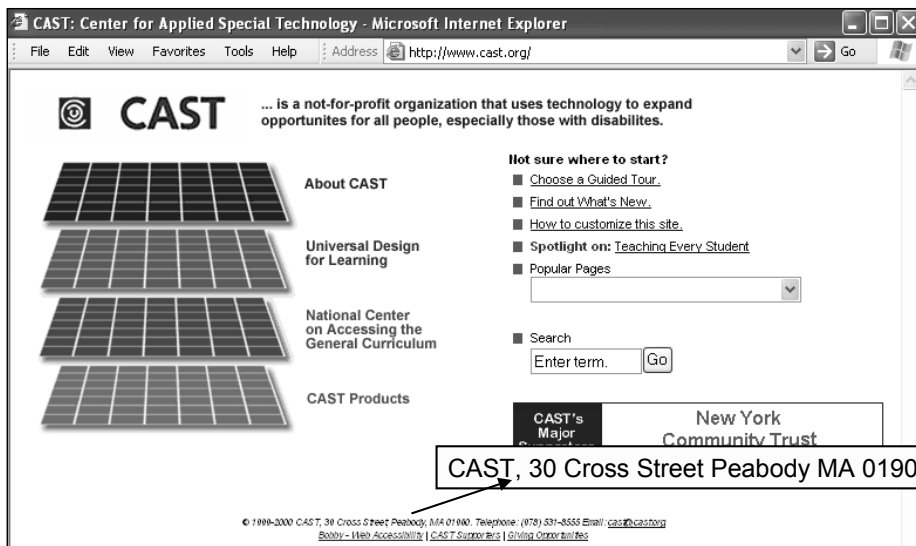 CAST: Center for Applied Special Technology - Microsoft Internet Explorer
File Edit View Favorites Tools Help Address http://www.cast.org/ Go
CAST
... is a not-for-profit organization that uses technology to expand
opportunites for all people, especially those with disabilites.
About CAST
Universal Design
for Learning
National Center
on Accessing the
General Curriculum
CAST Products
Not sure where to start?
Choose a Guided Tour.
Find out What's New.
How to customize this site.
Spotlight on: Teaching Every Student
Popular Pages
Search
Enter term. Go
CAST's
Major
New York
Community Trust
CAST, 30 Cross Street Peabody MA 0190
© 1999-2000 CAST, 39 Cross Street Peabody, MA 01960. Telephone: (978) 531-8555 Email: cast@cast.org
Bobby - Web Accessibility | CAST Supporters | Giving Opportunites